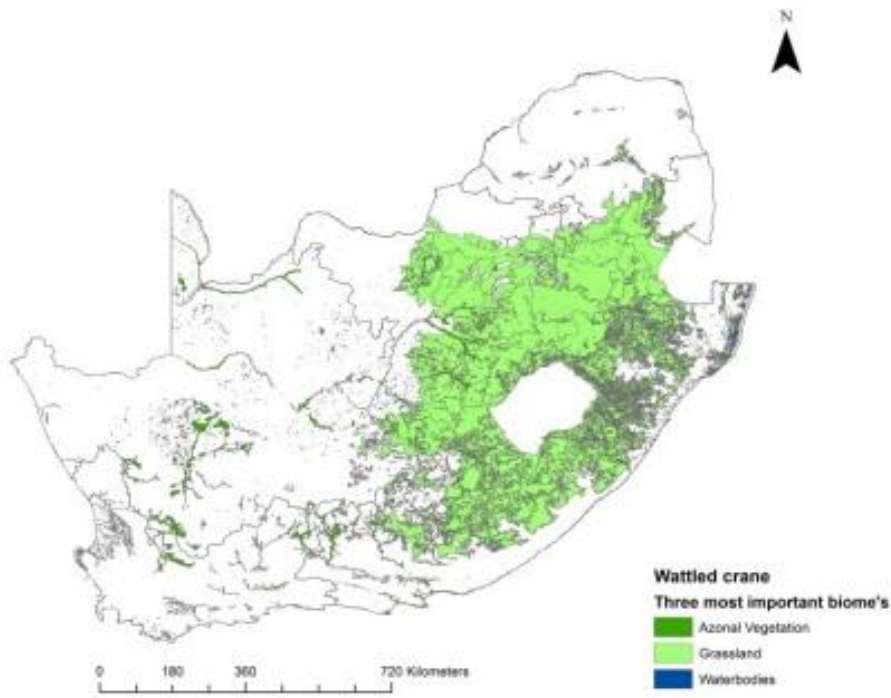 N
Wattled crane
Three most important biome's
Azonal Vegetation
Grassland
Waterbodies
0 180 360 720 Kilometers